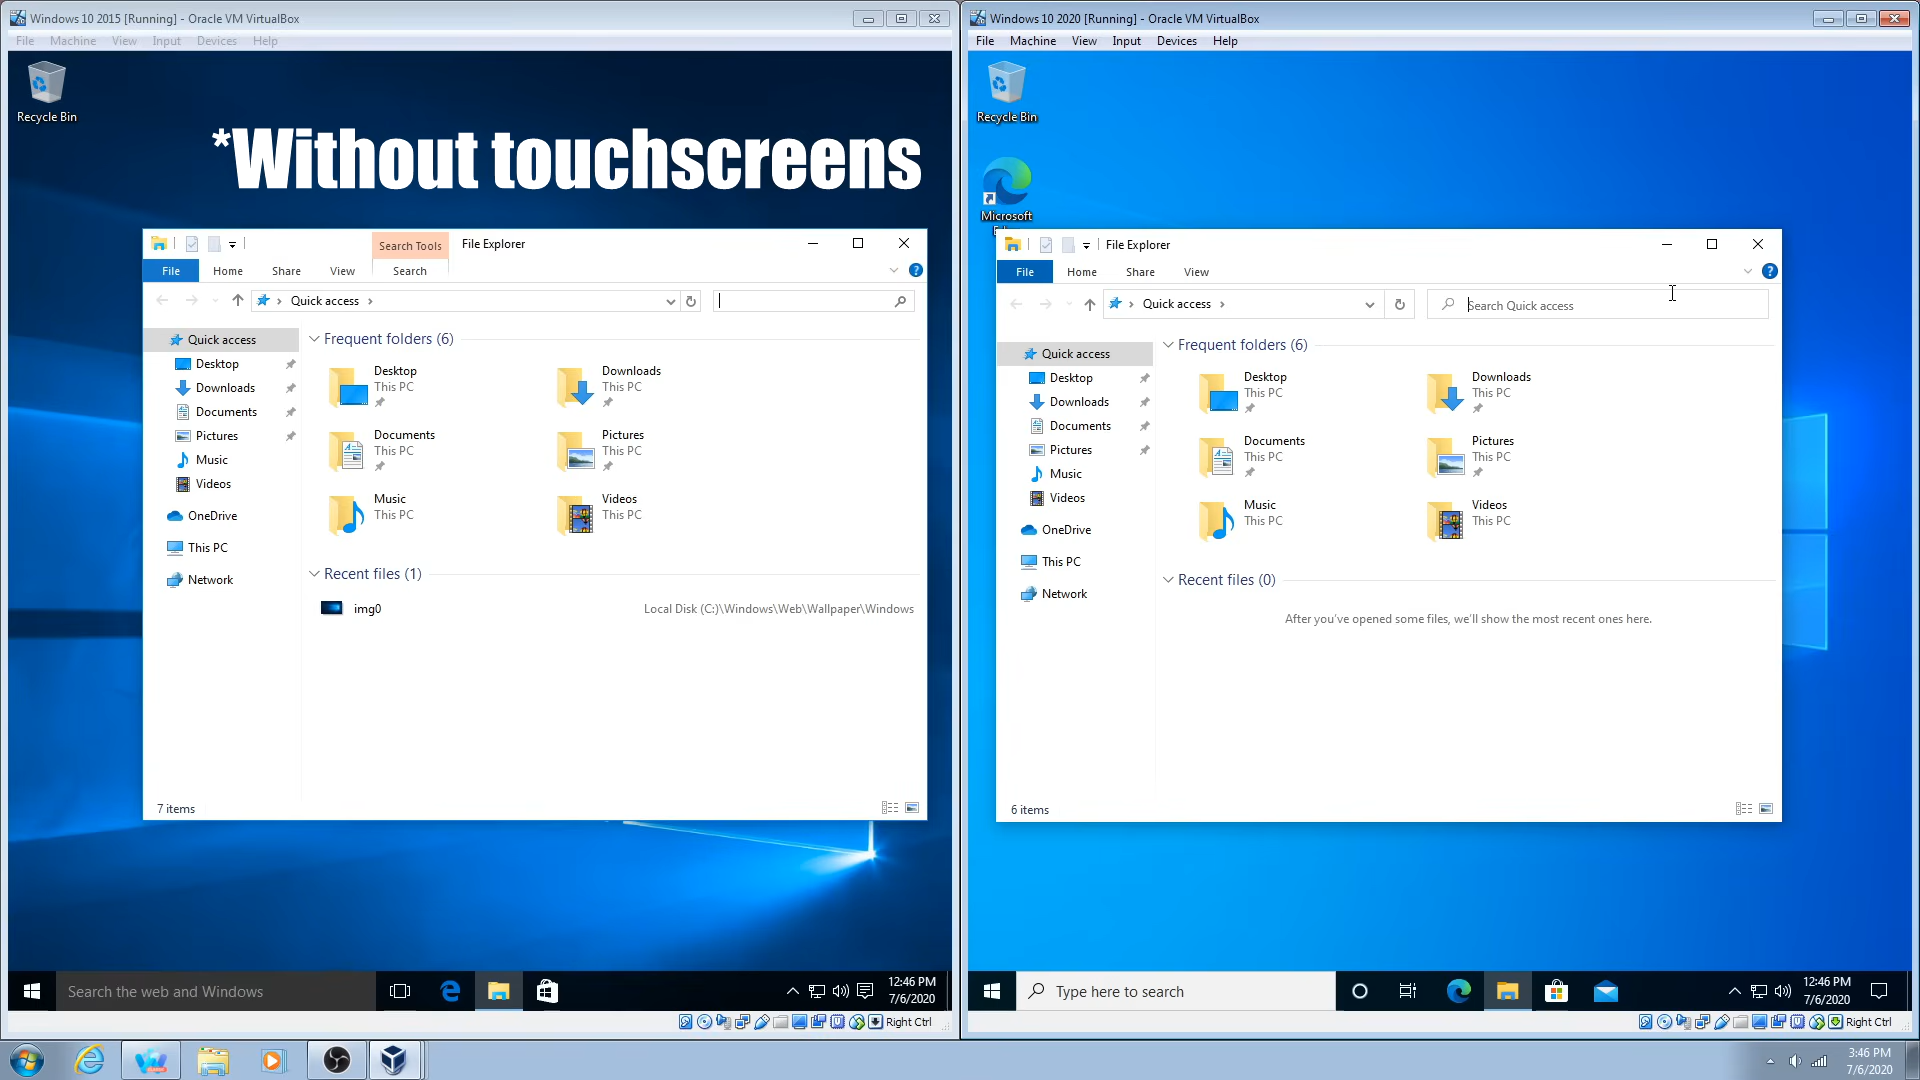 Windows 10 2015 [Running] - Oracle VM VirtualBox
File Machine View Input Devices Help
Recycle Bin
*Without touchscreens
Search Tools
File Explorer
File Home Share View Search
Quick access
Quick access
Desktop
Downloads
Documents
Pictures
Music
Videos
OneDrive
This PC
Network
Frequent folders (6)
Desktop
This PC
Downloads
This PC
Documents
This PC
Pictures
This PC
Music
This PC
Videos
This PC
Recent files (1)
img0
Local Disk (C:)\Windows\Web\Wallpaper\Windows
7 items
Search the web and Windows
12:46 PM
7/6/2020
Right Ctrl
Windows 10 2020 [Running] - Oracle VM VirtualBox
File Machine View Input Devices Help
Recycle Bin
Microsoft
File Explorer
File Home Share View
Quick access
Search Quick access
Quick access
Desktop
Downloads
Documents
Pictures
Music
Videos
OneDrive
This PC
Network
Frequent folders (6)
Desktop
This PC
Downloads
This PC
Documents
This PC
Pictures
This PC
Music
This PC
Videos
This PC
Recent files (0)
After you've opened some files, we'll show the most recent ones here.
6 items
Type here to search
12:46 PM
7/6/2020
Right Ctrl
3:46 PM
7/6/2020